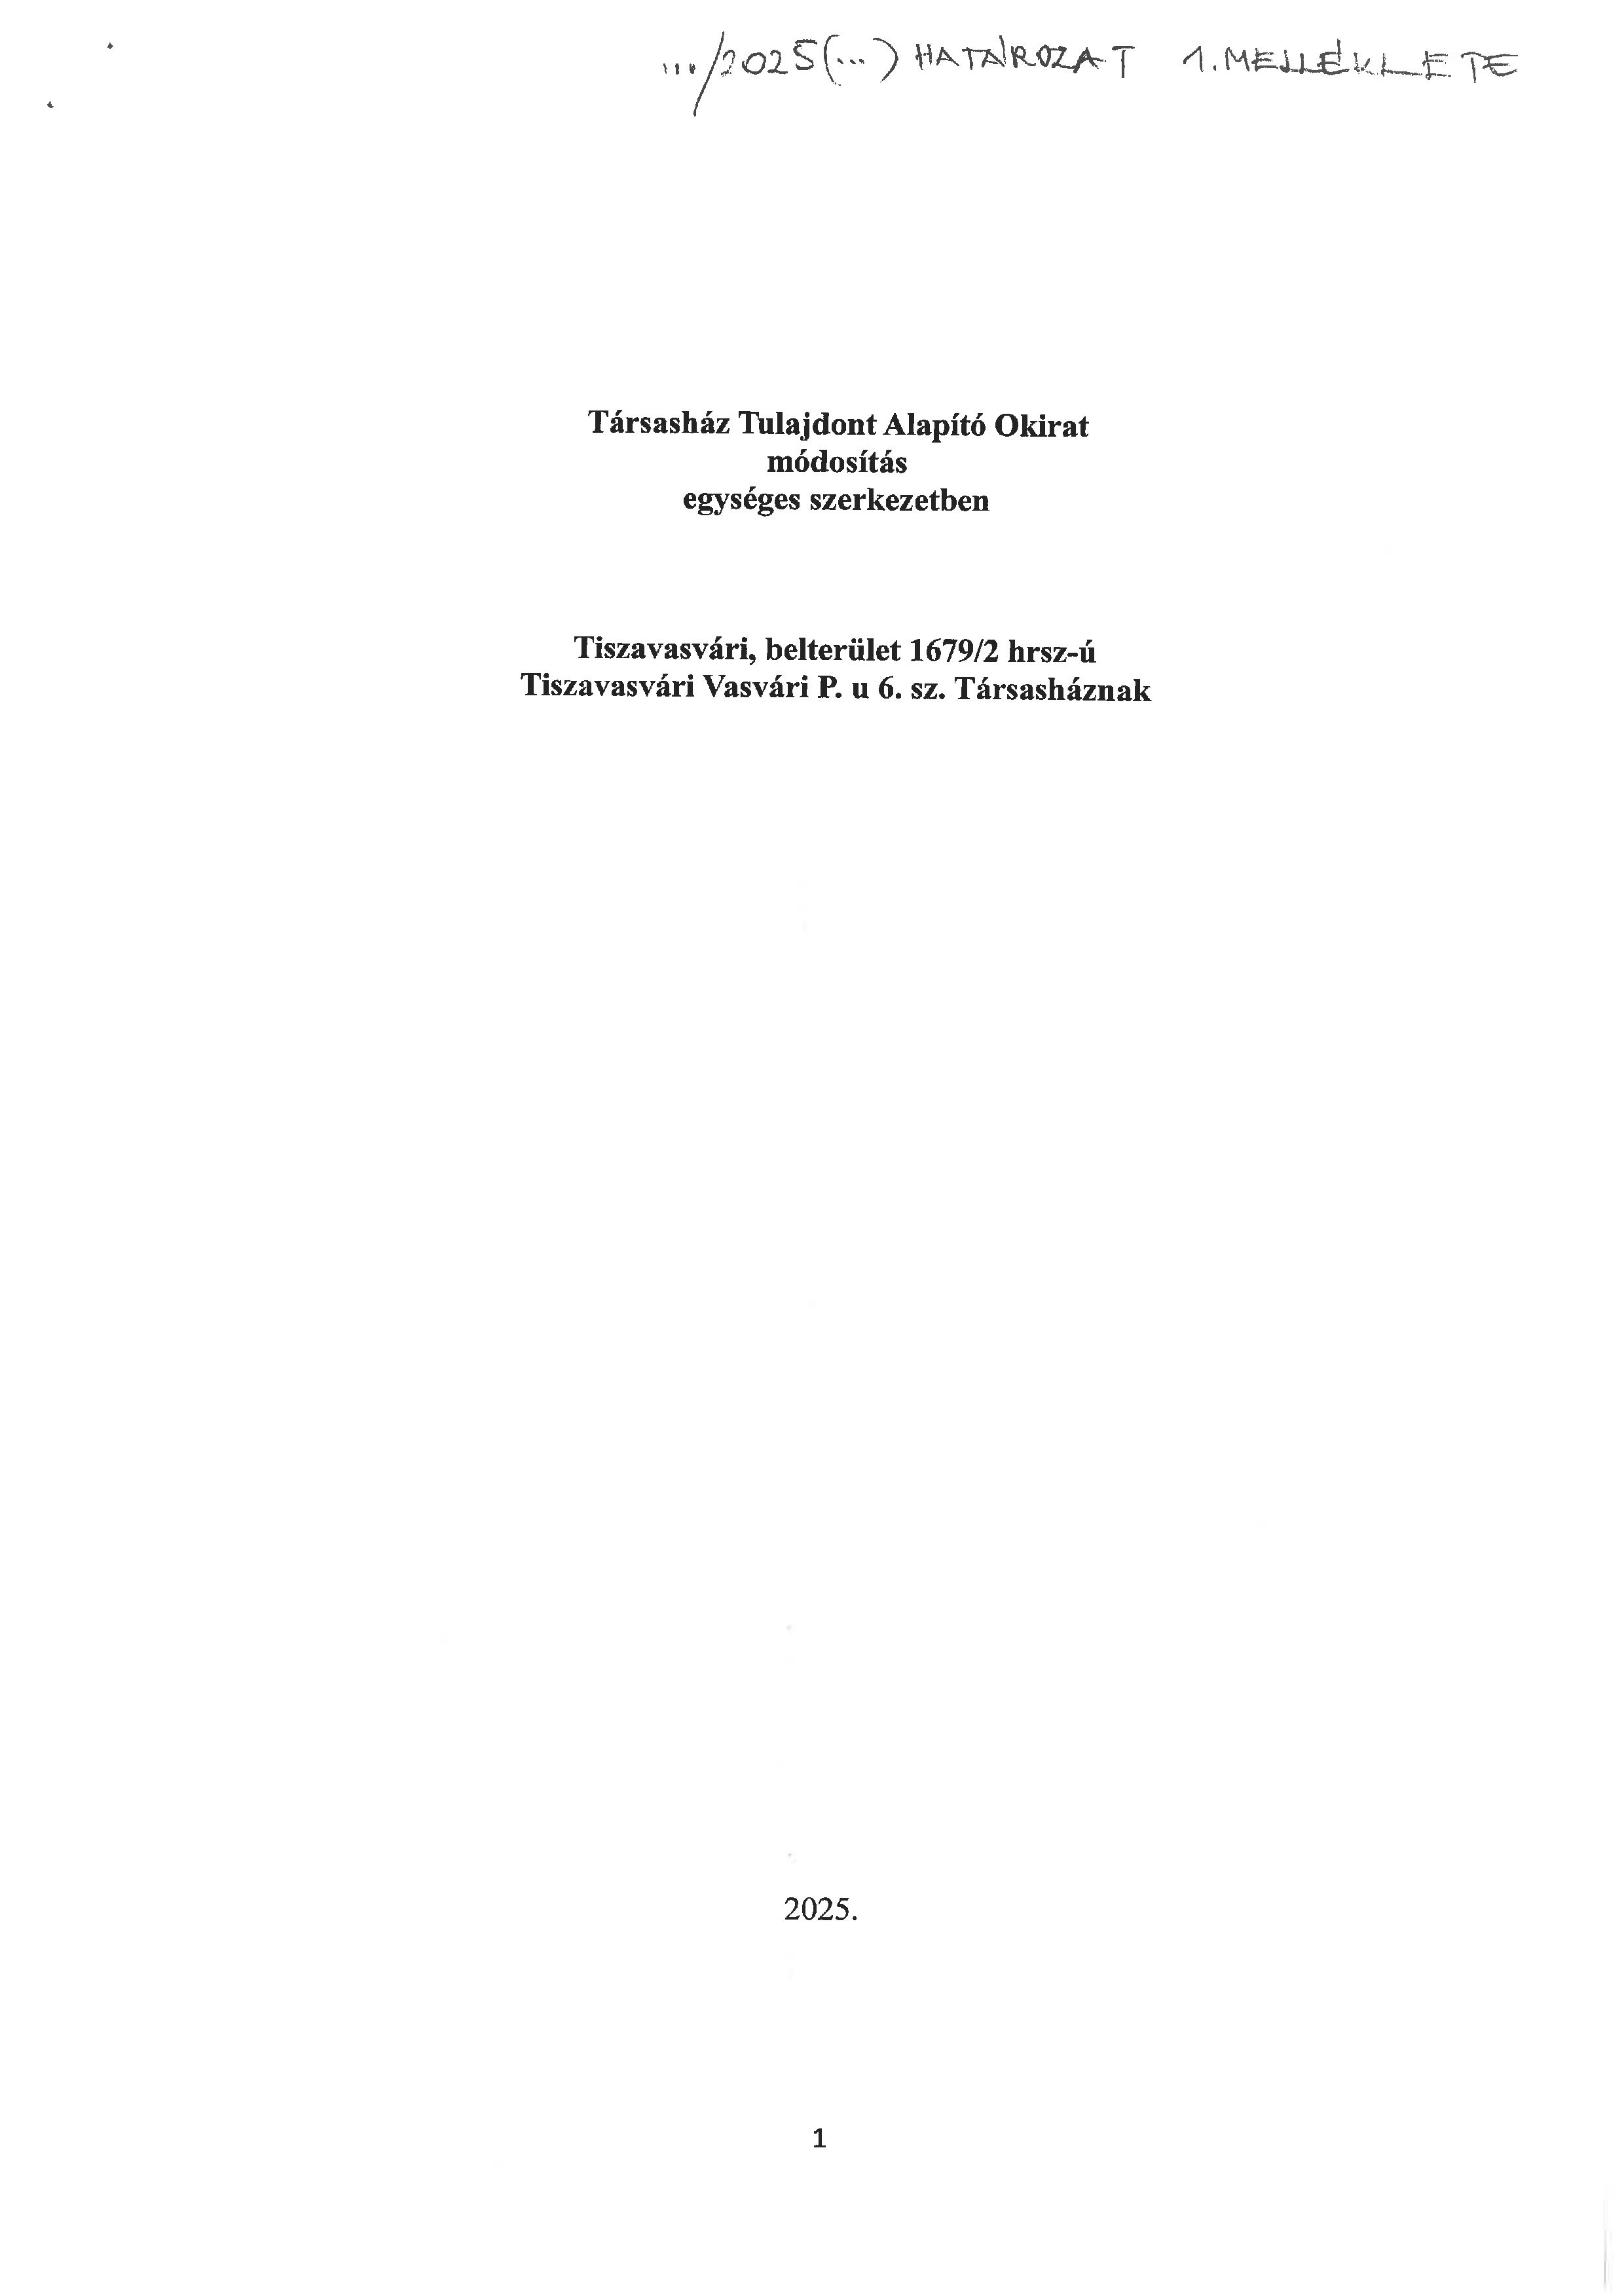 .../2025(...) HATÁROZAT 1. MELLÉKLETE
Társasház Tulajdont Alapító Okirat
módosítás
egységes szerkezetben
Tiszavasvári, belterület 1679/2 hrsz-ú
Tiszavasvári Vasvári P. u 6. sz. Társasháznak
2025.
1